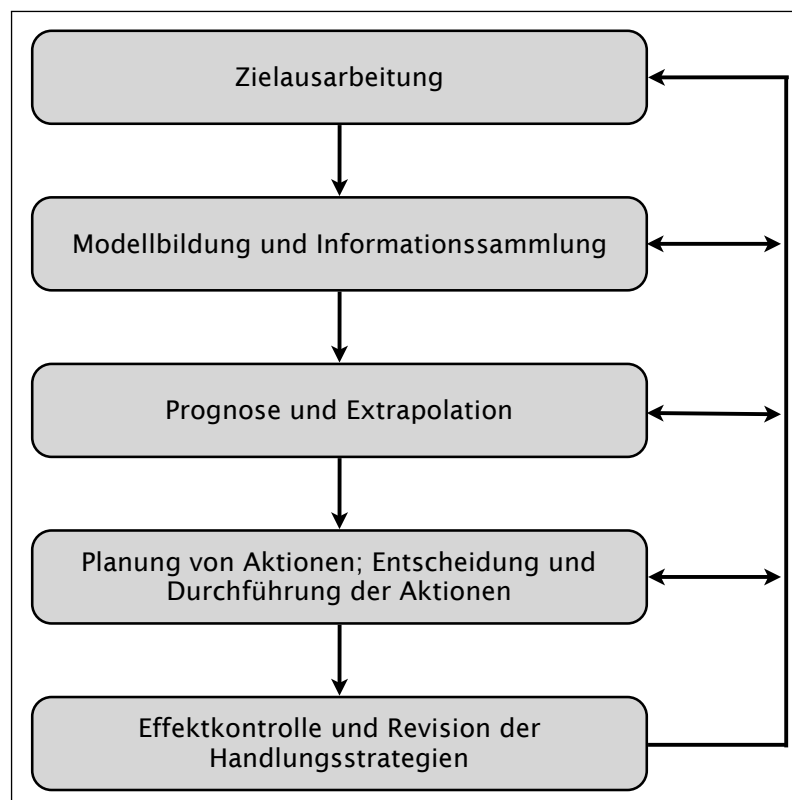 Zielausarbeitung
Modellbildung und Informationssammlung
Prognose und Extrapolation
Planung von Aktionen; Entscheidung und
Durchführung der Aktionen
Effektkontrolle und Revision der
Handlungsstrategien